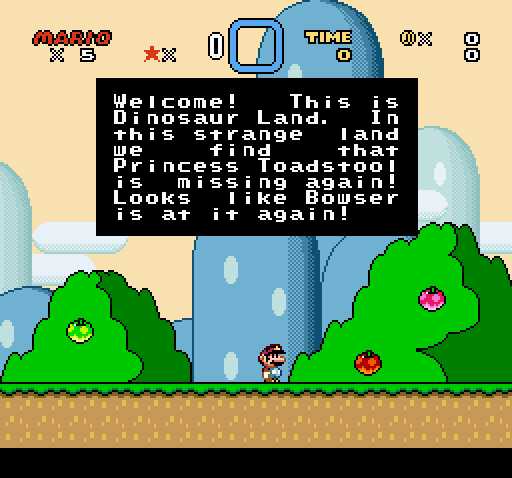 MARIO TIME
x 5 ★x 0 0 x 0
0
Welcome! This is
Dinosaur Land. In
this strange land
we find that
Princess Toadstool
is missing again!
Looks like Bowser
is at it again!